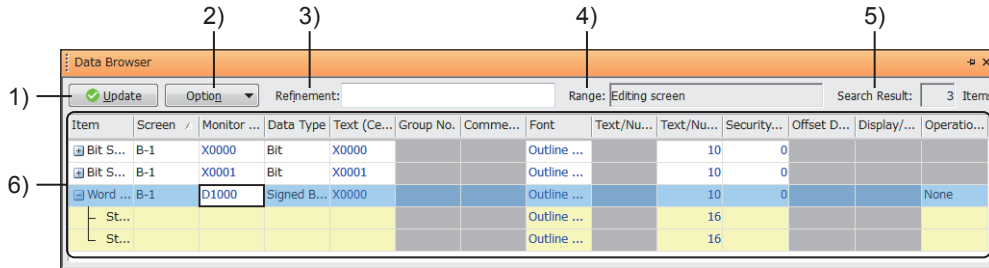 2) 3) 4) 5)
Data Browser
1) Update Option Refinement: Range: Editing screen Search Result: 3 Items
Item Screen Monitor ... Data Type Text (Ce... Group No. Comme... Font Text/Nu... Text/Nu... Security... Offset D... Display/... Operatio...
Bit S... B-1 X0000 Bit X0000 Outline ... 10 0
Bit S... B-1 X0001 Bit X0001 Outline ... 10 0
6) Word ... B-1 D1000 Signed B... X0000 Outline ... 10 0 None
St... Outline ... 16
St... Outline ... 16